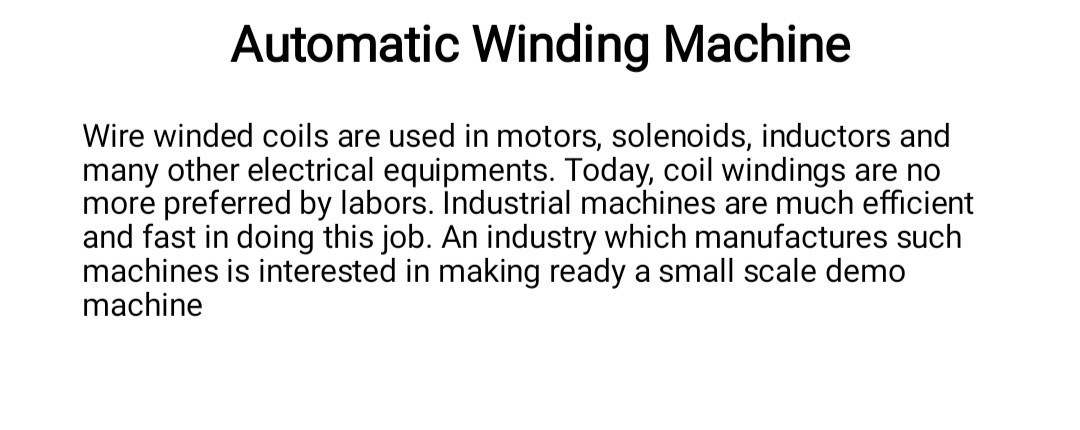 Automatic Winding Machine
Wire winded coils are used in motors, solenoids, inductors and
many other electrical equipments. Today, coil windings are no
more preferred by labors. Industrial machines are much efficient
and fast in doing this job. An industry which manufactures such
machines is interested in making ready a small scale demo
machine